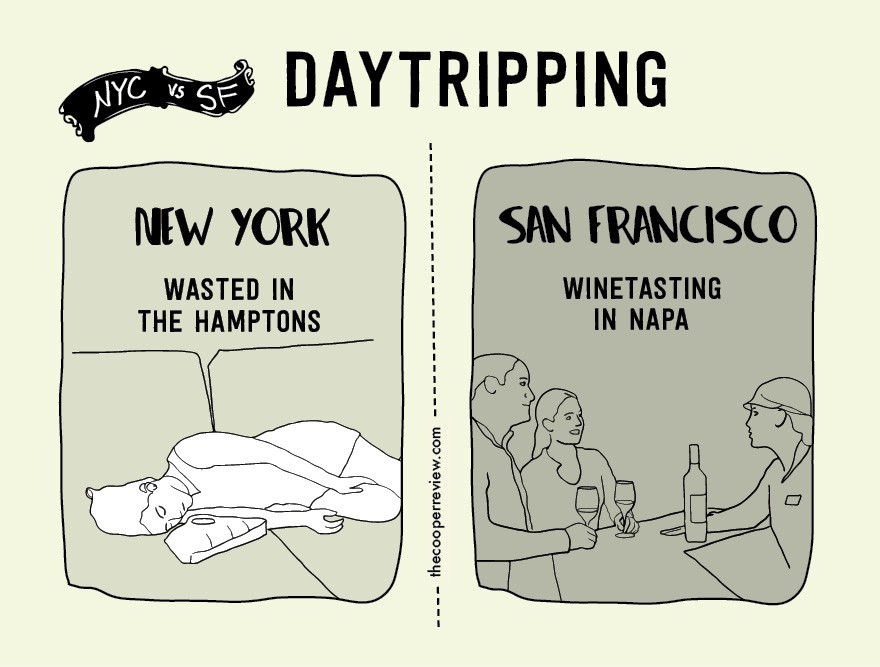 NYC vs SF
DAYTRIPPING
NEW YORK
WASTED IN
THE HAMPTONS
SAN FRANCISCO
WINETASTING
IN NAPA
thecooperreview.com